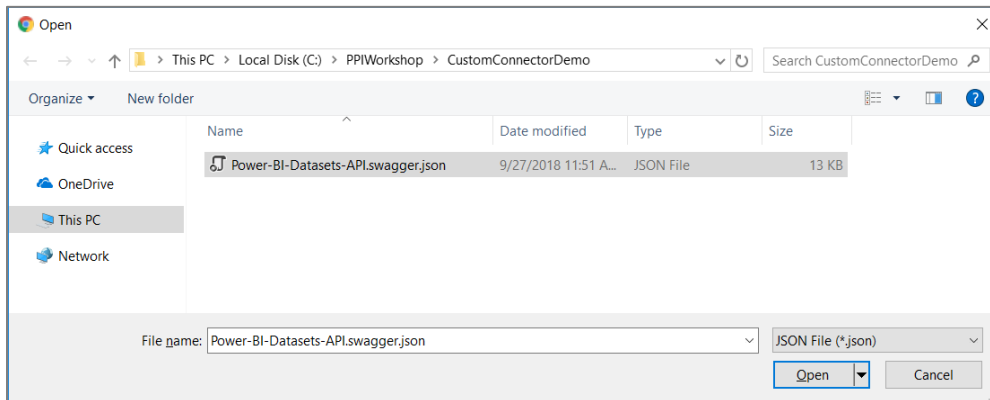 Open
This PC > Local Disk (C:) > PPIWorkshop > CustomConnectorDemo
Search CustomConnectorDemo
Organize
New folder
Name Date modified Type Size
Quick access
OneDrive
This PC
Network
Power-BI-Datasets-API.swagger.json 9/27/2018 11:51 A... JSON File 13 KB
File name: Power-BI-Datasets-API.swagger.json JSON File (*.json)
Open Cancel